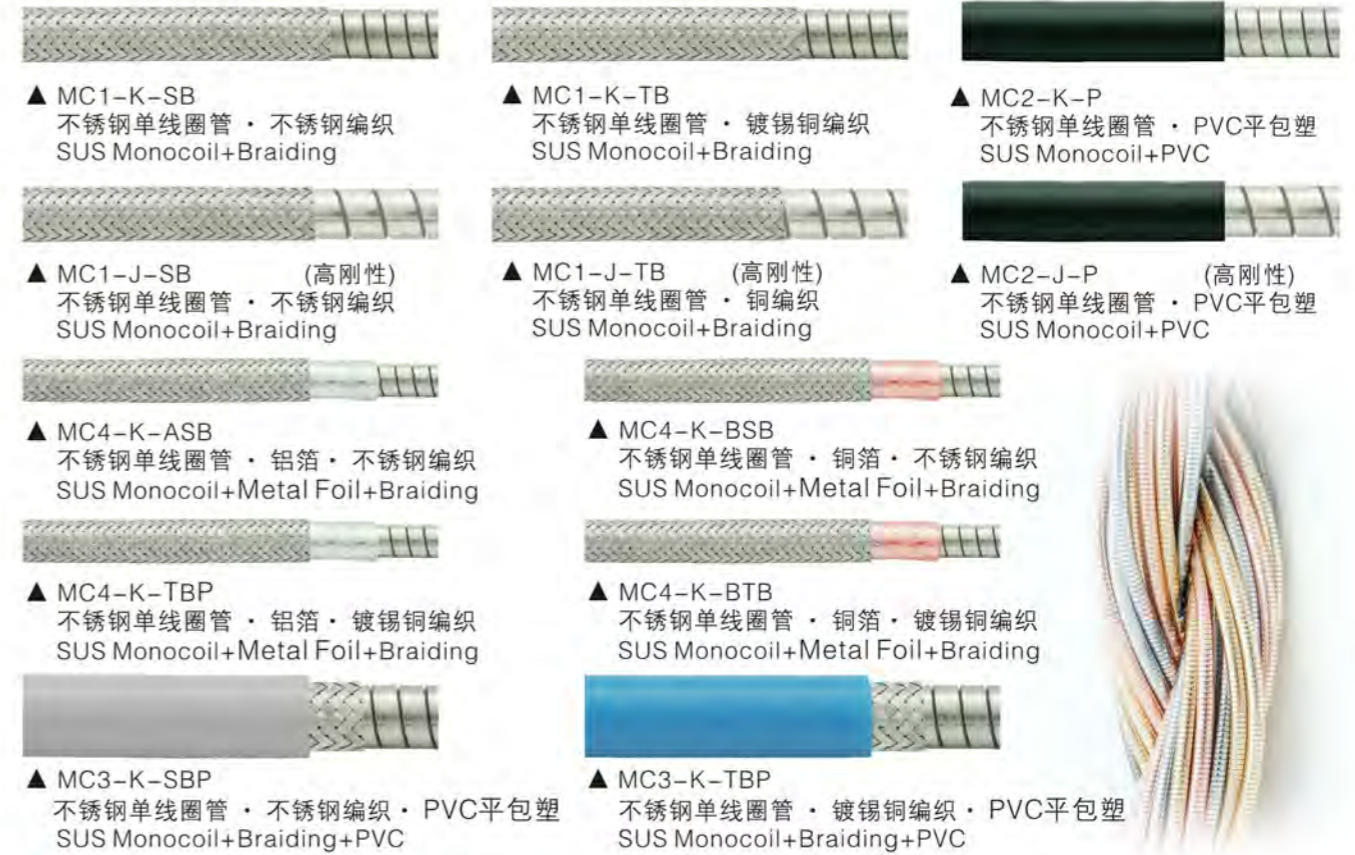 ▲ MC1-K-SB
不锈钢单线圈管 · 不锈钢编织
SUS Monocoil+Braiding
▲ MC1-K-TB
不锈钢单线圈管 · 镀锡铜编织
SUS Monocoil+Braiding
▲ MC2-K-P
不锈钢单线圈管 · PVC平包塑
SUS Monocoil+PVC
▲ MC1-J-SB (高刚性)
不锈钢单线圈管 · 不锈钢编织
SUS Monocoil+Braiding
▲ MC1-J-TB (高刚性)
不锈钢单线圈管 · 铜编织
SUS Monocoil+Braiding
▲ MC2-J-P (高刚性)
不锈钢单线圈管 · PVC平包塑
SUS Monocoil+PVC
▲ MC4-K-ASB
不锈钢单线圈管 · 铝箔 · 不锈钢编织
SUS Monocoil+Metal Foil+Braiding
▲ MC4-K-BSB
不锈钢单线圈管 · 铜箔 · 不锈钢编织
SUS Monocoil+Metal Foil+Braiding
▲ MC4-K-TBP
不锈钢单线圈管 · 铝箔 · 镀锡铜编织
SUS Monocoil+Metal Foil+Braiding
▲ MC4-K-BTB
不锈钢单线圈管 · 铜箔 · 镀锡铜编织
SUS Monocoil+Metal Foil+Braiding
▲ MC3-K-SBP
不锈钢单线圈管 · 不锈钢编织 · PVC平包塑
SUS Monocoil+Braiding+PVC
▲ MC3-K-TBP
不锈钢单线圈管 · 镀锡铜编织 · PVC平包塑
SUS Monocoil+Braiding+PVC